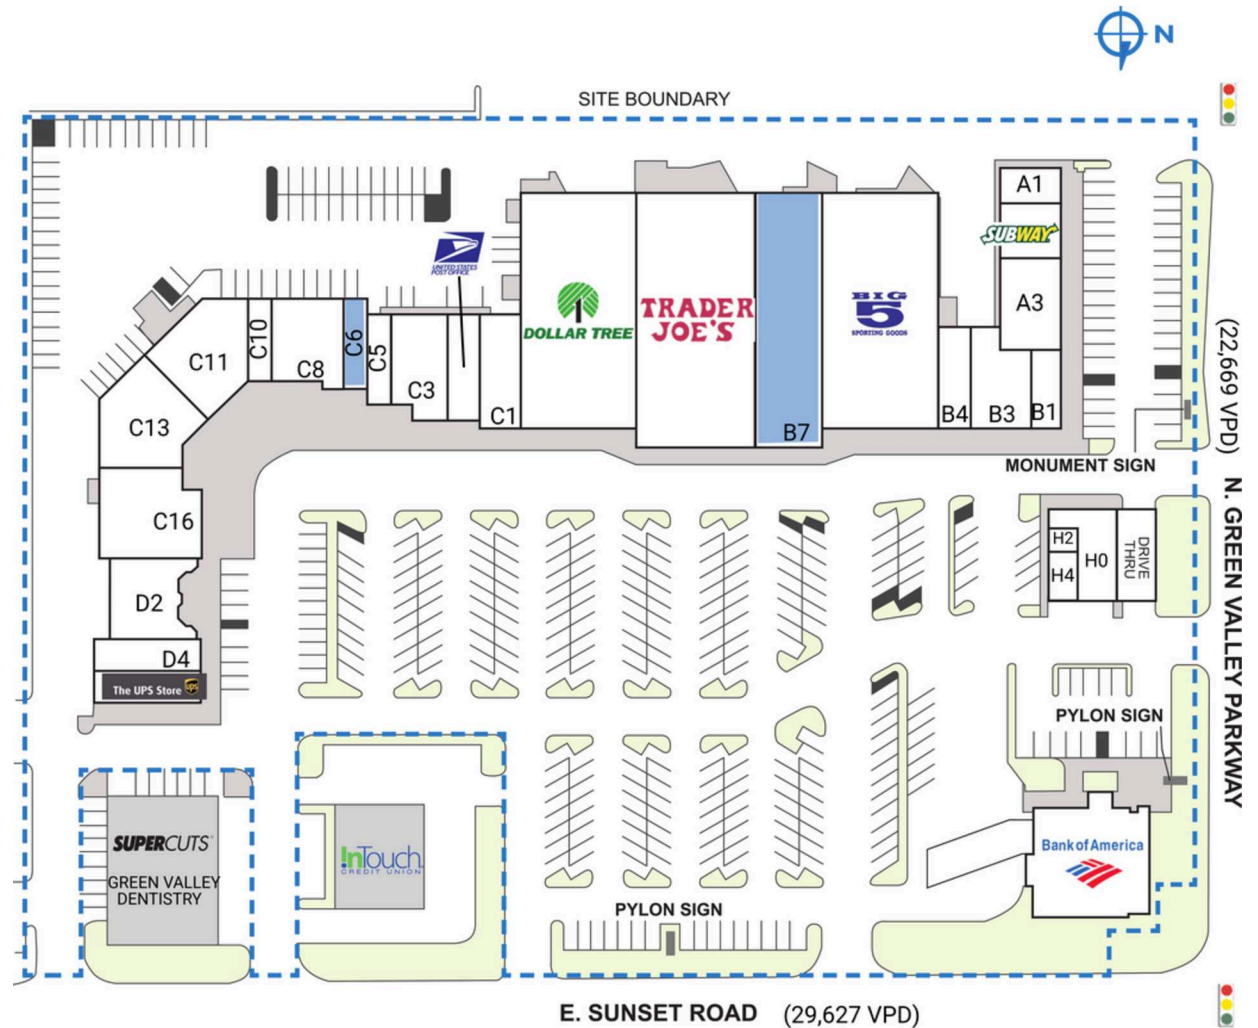 N
SITE BOUNDARY
A1
SUBWAY
A3
UNITED STATES
POST OFFICE
DOLLAR TREE
TRADER
JOE'S
BIG
5
SPORTING GOODS
C11
C10
C8
C6
C5
C3
C1
B7
B4
B3
B1
C13
(22,669 VPD)
MONUMENT SIGN
C16
N. GREEN VALLEY PARKWAY
H2
H4
H0
DRIVE
THRU
D2
D4
The UPS Store
ups
PYLON SIGN
SUPERCUTS
GREEN VALLEY
DENTISTRY
InTouch
CREDIT UNION
Bank of America
PYLON SIGN
E. SUNSET ROAD (29,627 VPD)